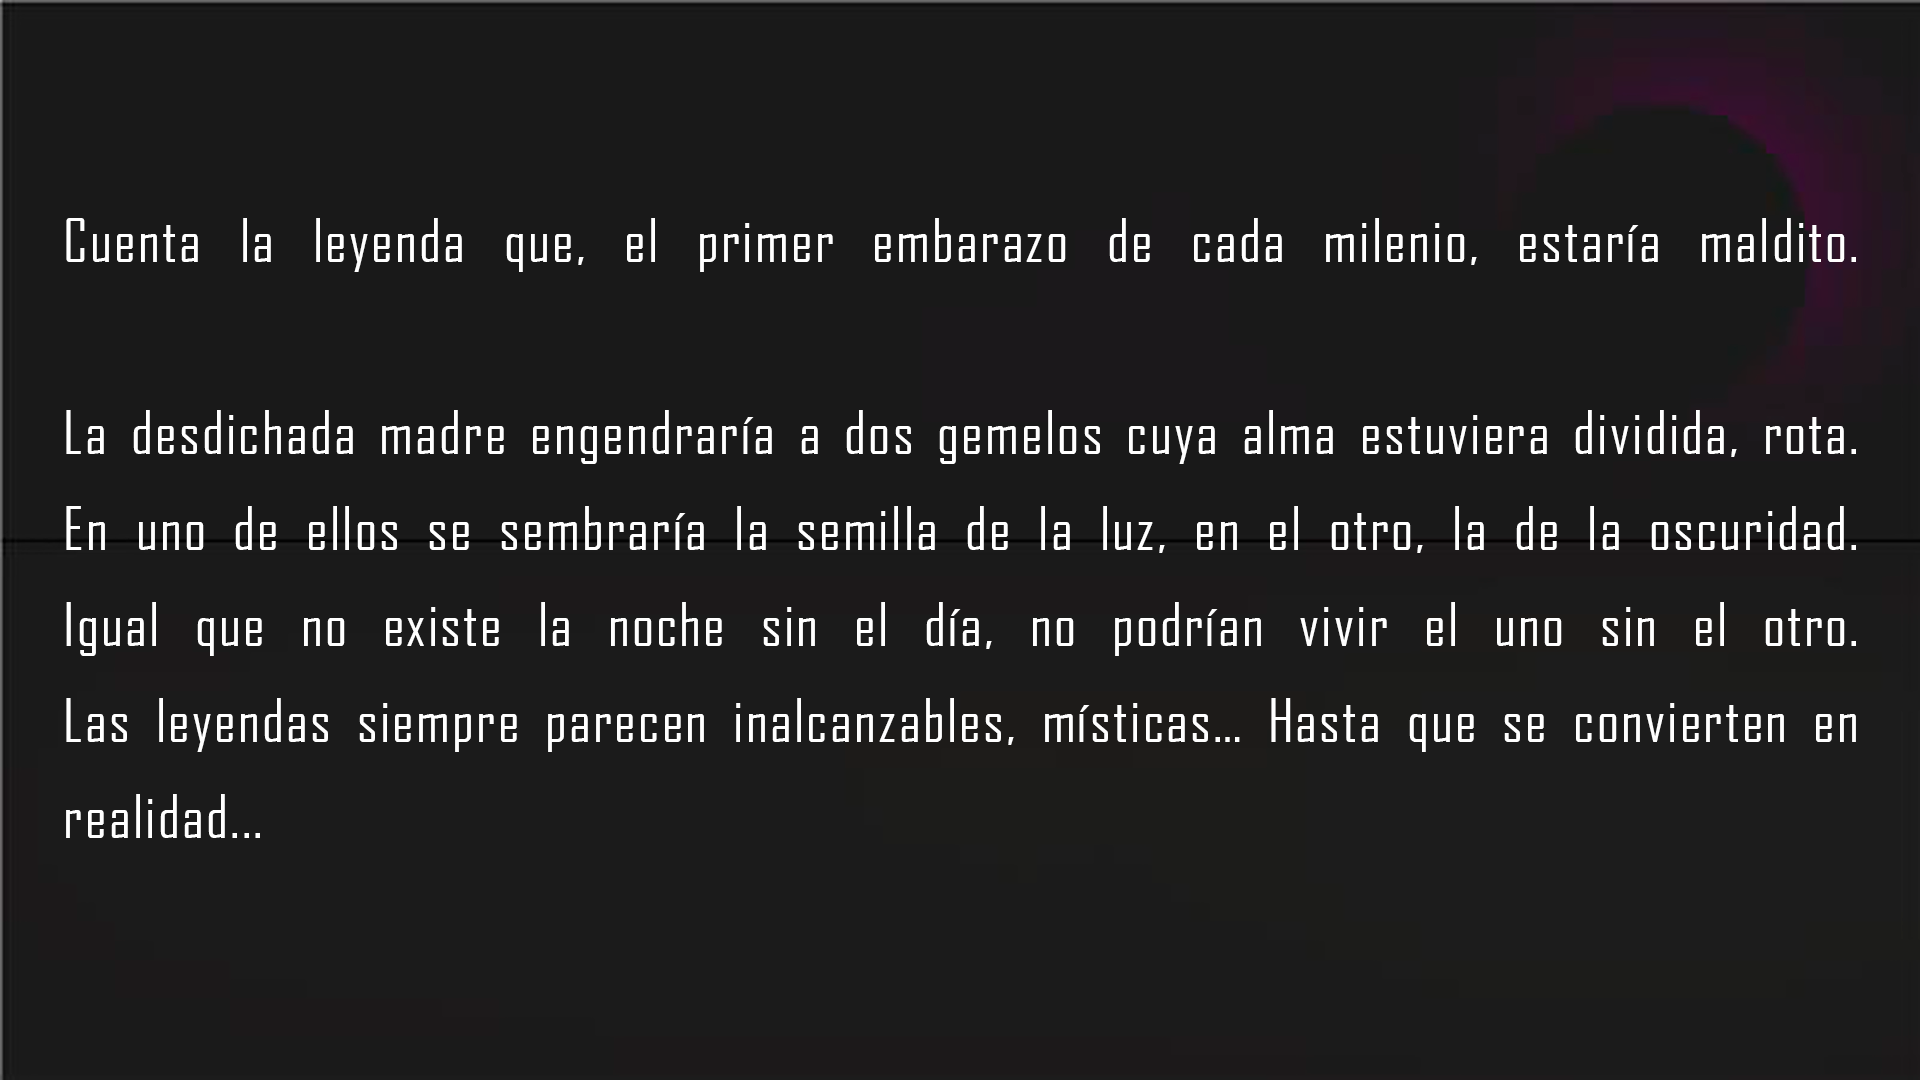 Cuenta la leyenda que, el primer embarazo de cada milenio, estaría maldito.
La desdichada madre engendraría a dos gemelos cuya alma estuviera dividida, rota.
En uno de ellos se sembraría la semilla de la luz, en el otro, la de la oscuridad.
Igual que no existe la noche sin el día, no podrían vivir el uno sin el otro.
Las leyendas siempre parecen inalcanzables, místicas... Hasta que se convierten en
realidad...